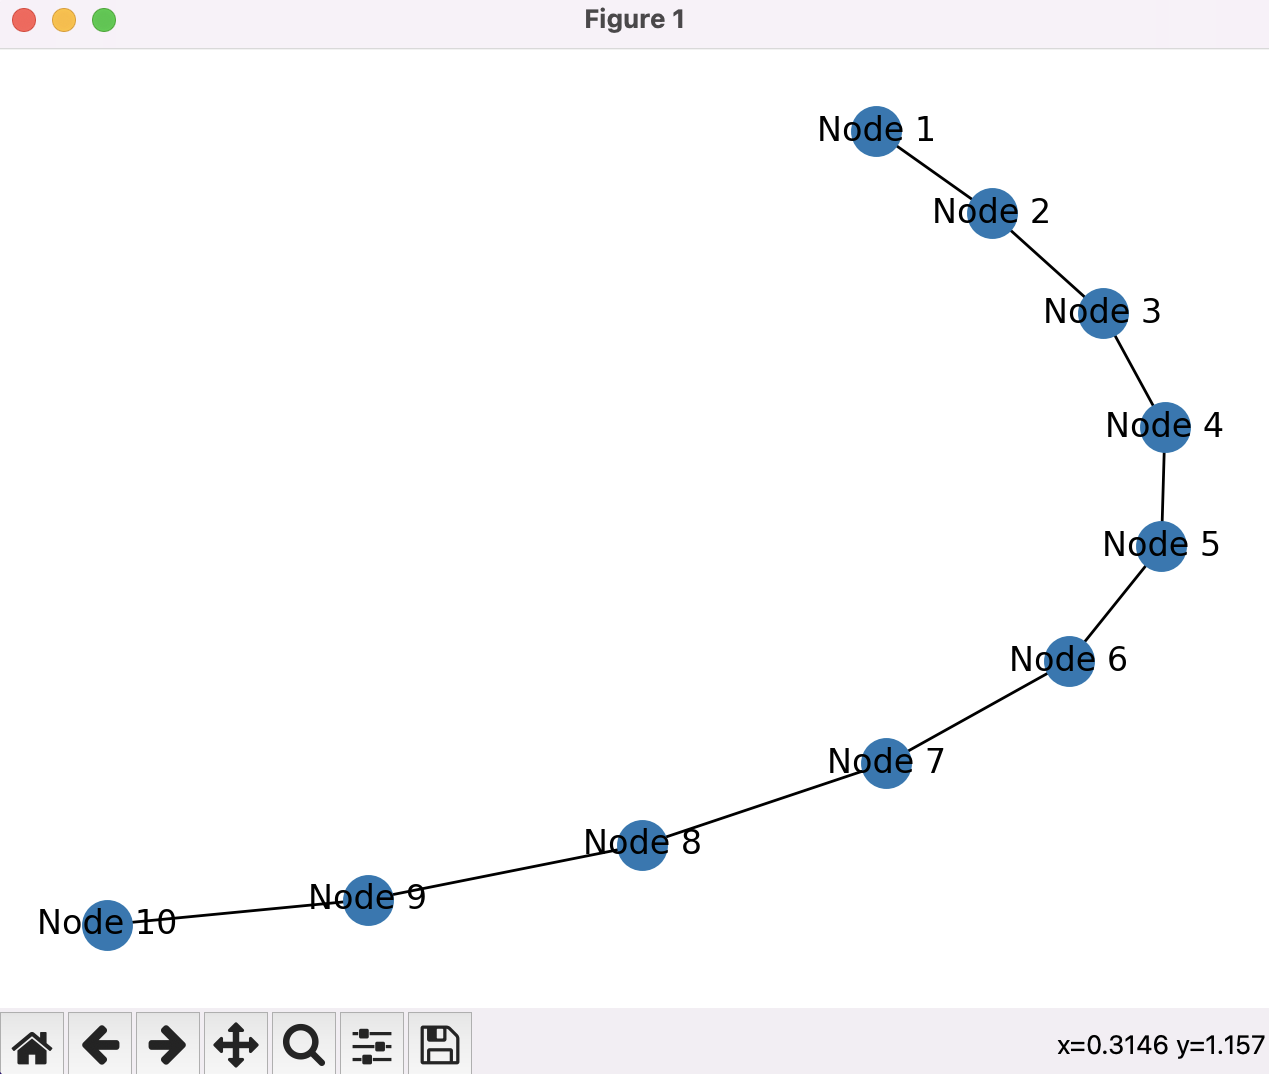 Figure 1
Node 1
Node 2
Node 3
Node 4
Node 5
Node 6
Node 7
Node 8
Node 9
Node 10
x=0.3146 y=1.157